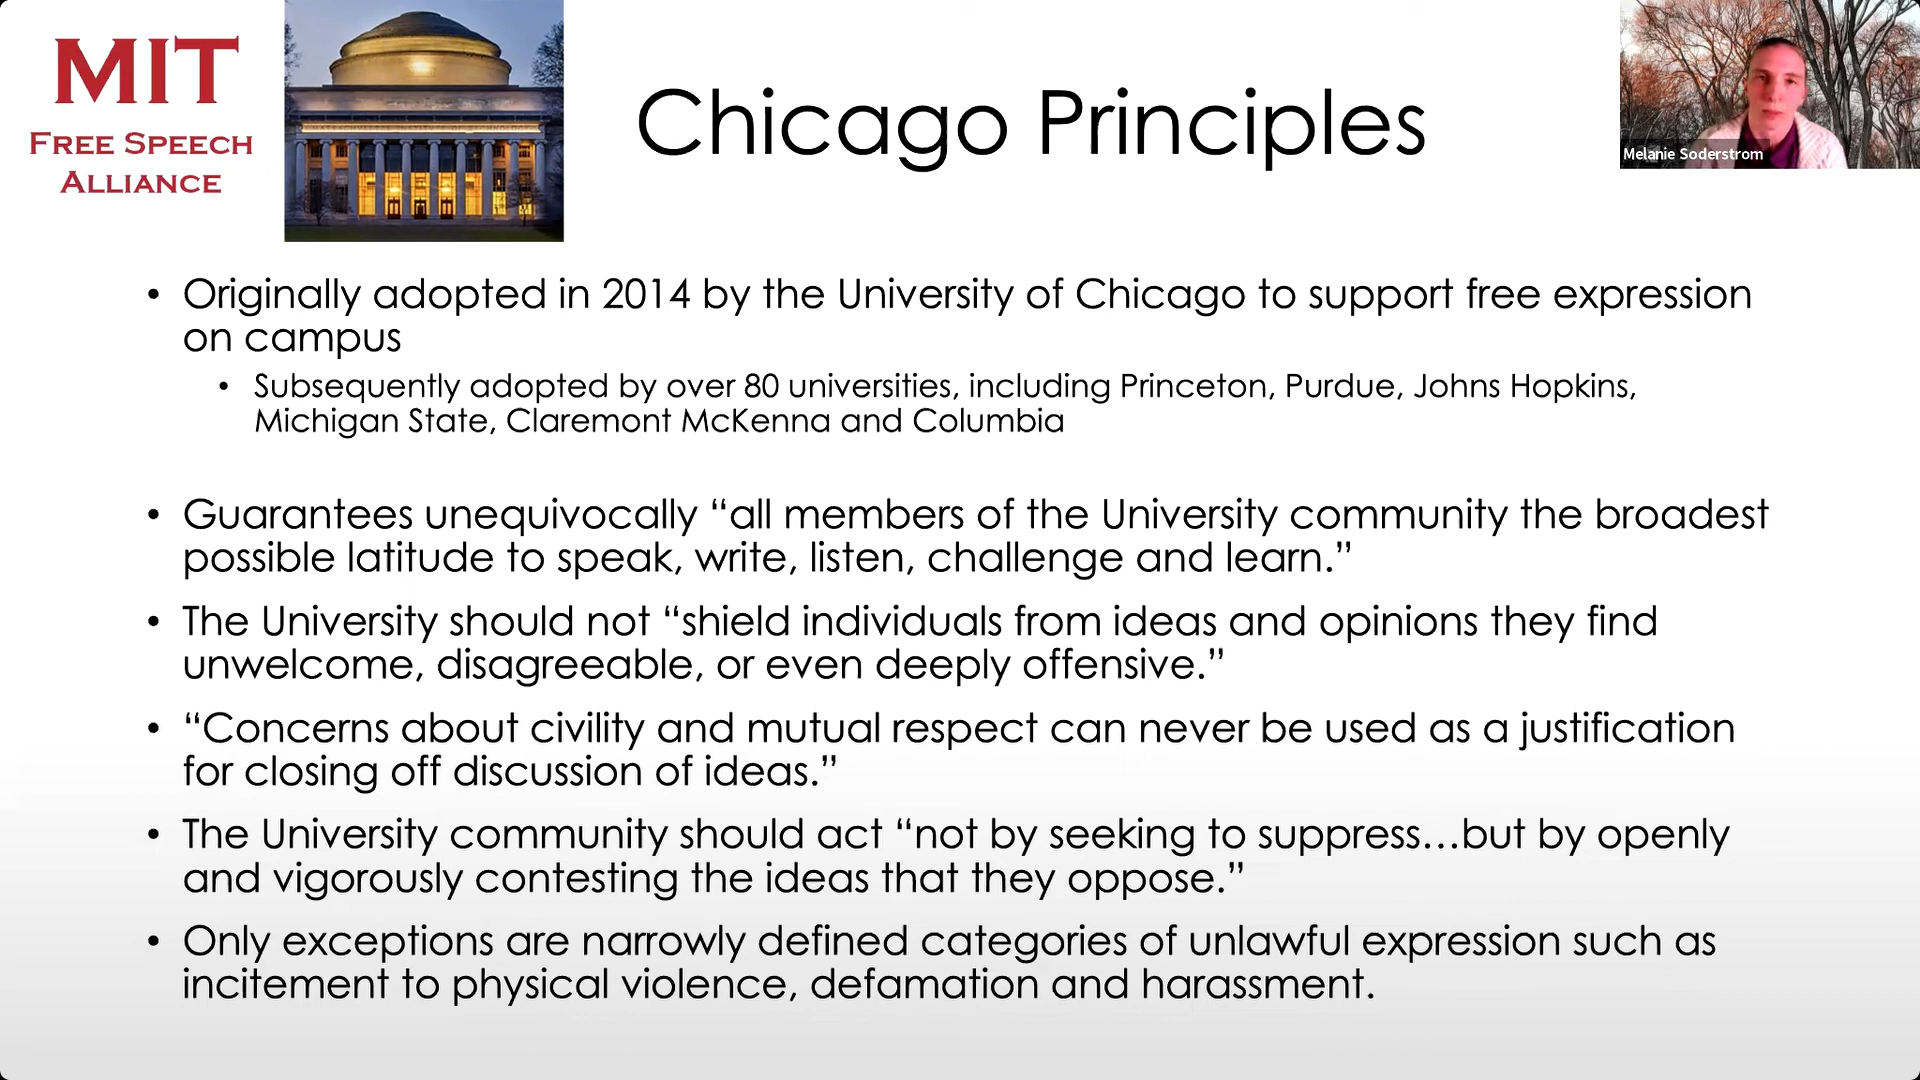 MIT
FREE SPEECH
ALLIANCE
Chicago Principles
Melanie Soderstrom
• Originally adopted in 2014 by the University of Chicago to support free expression
on campus
• Subsequently adopted by over 80 universities, including Princeton, Purdue, Johns Hopkins,
Michigan State, Claremont McKenna and Columbia
• Guarantees unequivocally “all members of the University community the broadest
possible latitude to speak, write, listen, challenge and learn.”
• The University should not “shield individuals from ideas and opinions they find
unwelcome, disagreeable, or even deeply offensive.”
• “Concerns about civility and mutual respect can never be used as a justification
for closing off discussion of ideas.”
• The University community should act “not by seeking to suppress…but by openly
and vigorously contesting the ideas that they oppose.”
• Only exceptions are narrowly defined categories of unlawful expression such as
incitement to physical violence, defamation and harassment.